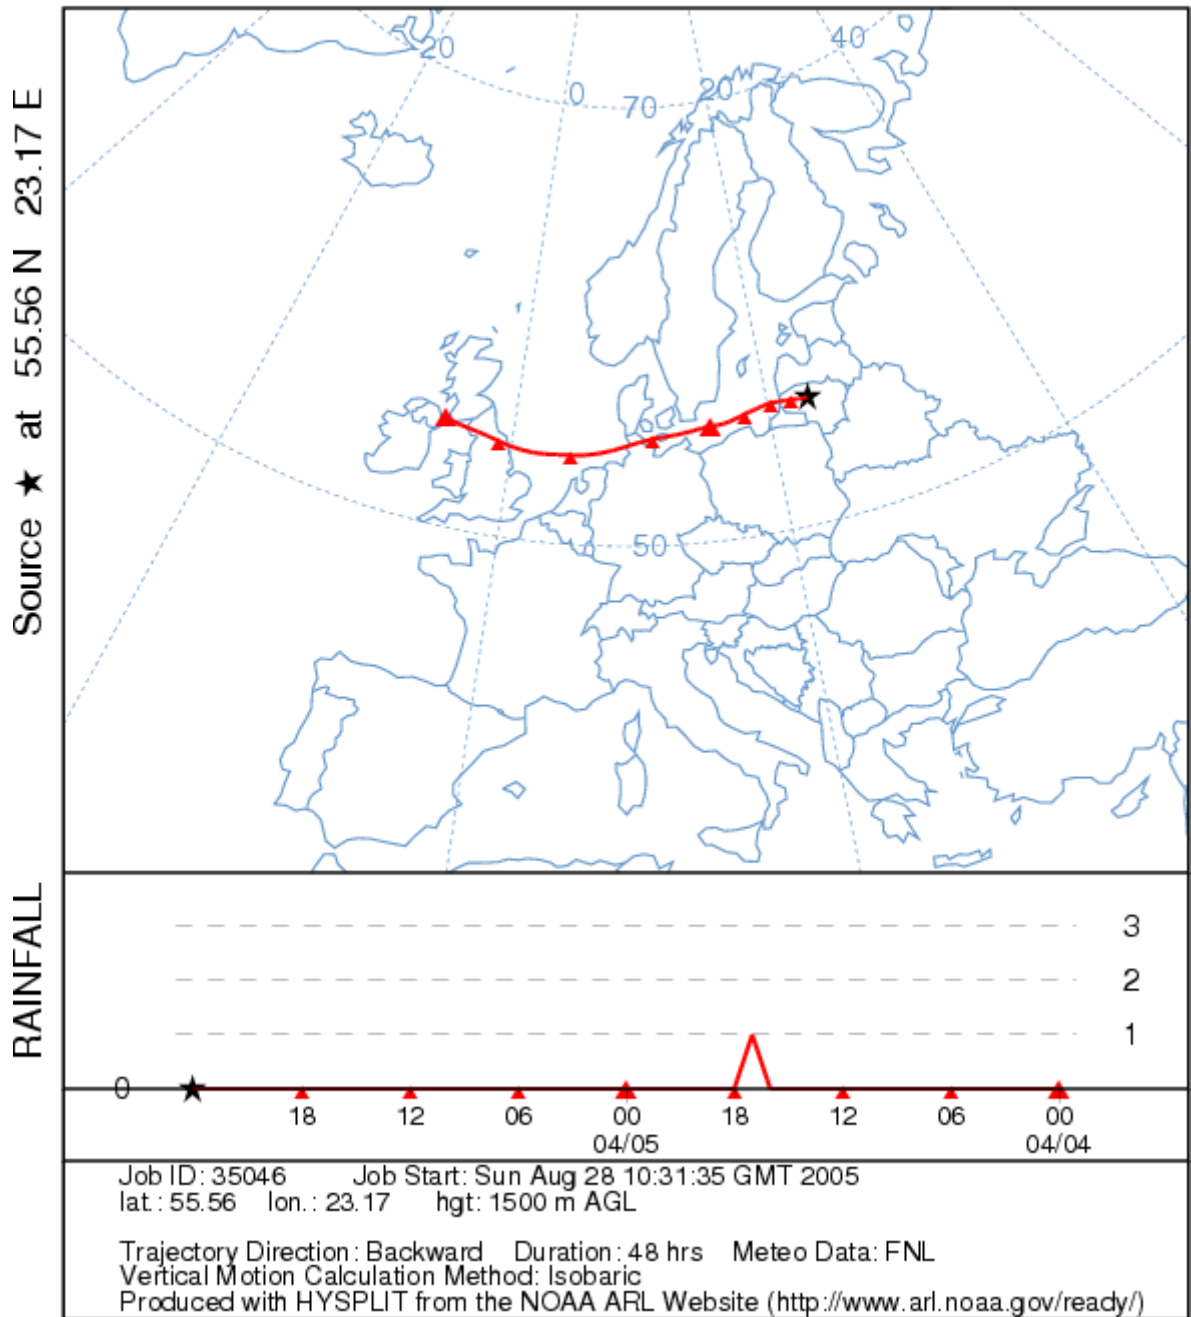 Source ★ at 55.56 N 23.17 E
20
0
70
20
40
50
RAINFALL
3
2
1
0
18 12 06 00 18 12 06 00
04/05 04/04
Job ID: 35046 Job Start: Sun Aug 28 10:31:35 GMT 2005
lat.: 55.56 lon.: 23.17 hgt: 1500 m AGL
Trajectory Direction: Backward Duration: 48 hrs Meteo Data: FNL
Vertical Motion Calculation Method: Isobaric
Produced with HYSPLIT from the NOAA ARL Website (http://www.arl.noaa.gov/ready/)